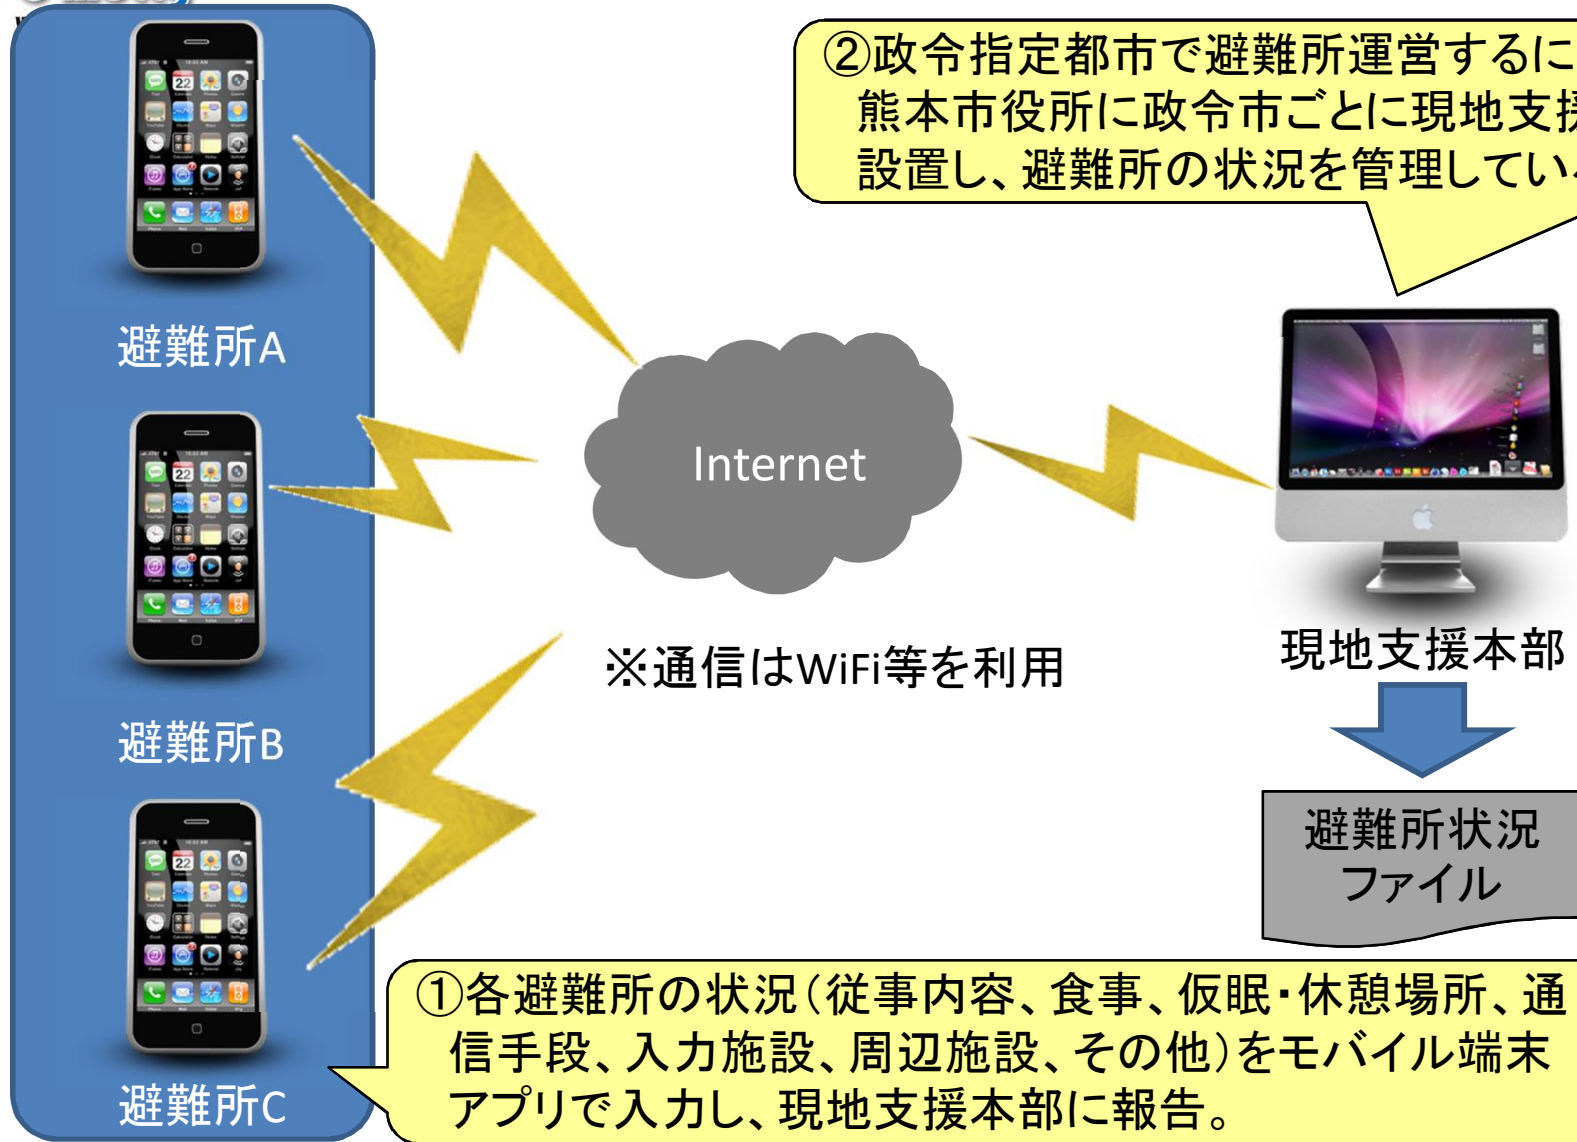 ②政令指定都市で避難所運営するに
熊本市役所に政令市ごとに現地支援
設置し、避難所の状況を管理してい
避難所A
避難所B
避難所C
Internet
※通信はWiFi等を利用
現地支援本部
避難所状況
ファイル
①各避難所の状況(従事内容、食事、仮眠・休憩場所、通
信手段、入力施設、周辺施設、その他)をモバイル端末
アプリで入力し、現地支援本部に報告。